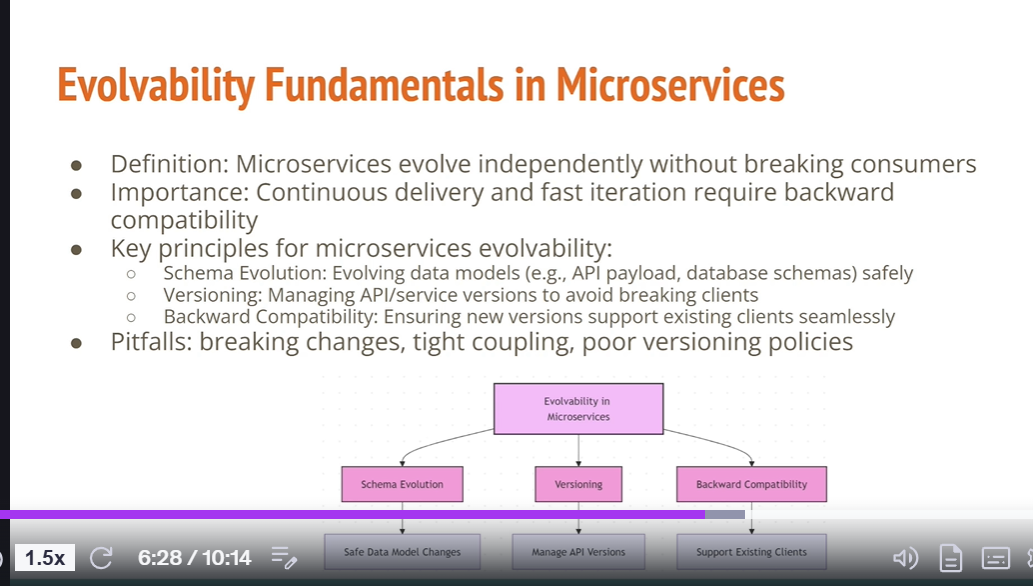 Evolvability Fundamentals in Microservices
● Definition: Microservices evolve independently without breaking consumers
● Importance: Continuous delivery and fast iteration require backward
compatibility
● Key principles for microservices evolvability:
○ Schema Evolution: Evolving data models (e.g., API payload, database schemas) safely
○ Versioning: Managing API/service versions to avoid breaking clients
○ Backward Compatibility: Ensuring new versions support existing clients seamlessly
● Pitfalls: breaking changes, tight coupling, poor versioning policies
Evolvability in
Microservices
Schema Evolution
Versioning
Backward Compatibility
Safe Data Model Changes
Manage API Versions
Support Existing Clients
1.5x
6:28 / 10:14